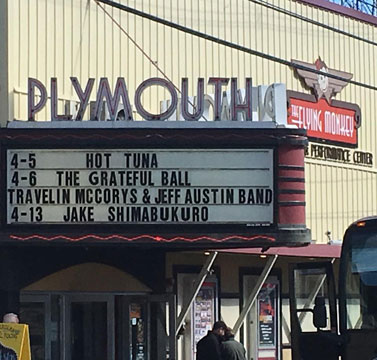 PLYMOUTH
THE
FLYING MONKEY
PERFORMANCE CENTER
4-5 HOT TUNA
4-6 THE GRATEFUL BALL
TRAVELIN MCCORYS & JEFF AUSTIN BAND
4-13 JAKE SHIMABUKURO